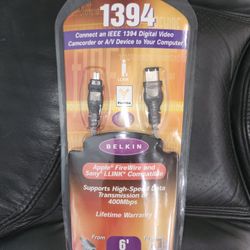 1394
Connect an IEEE 1394 Digital Video
Camcorder or A/V Device to Your Computer
BELKIN
Apple® FireWire and
Sony® i.LINK® Compatible
Supports High-Speed Data
Transmission of
400Mbps
Lifetime Warranty
From
6'